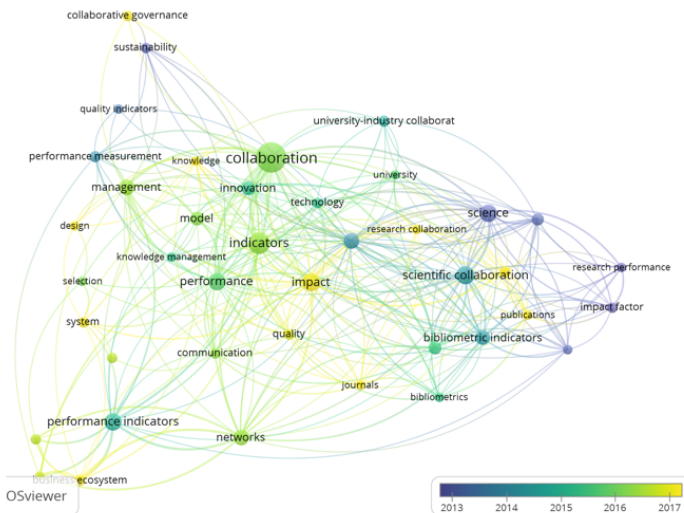 collaborative governance
sustainability
quality indicators
university-industry collaborat
performance measurement
knowledge
collaboration
management
innovation
university
technology
design
model
science
research collaboration
indicators
knowledge management
selection
performance
impact
scientific collaboration
research performance
impact factor
publications
system
quality
bibliometric indicators
communication
journals
bibliometrics
performance indicators
networks
business ecosystem
OSviewer
2013 2014 2015 2016 2017